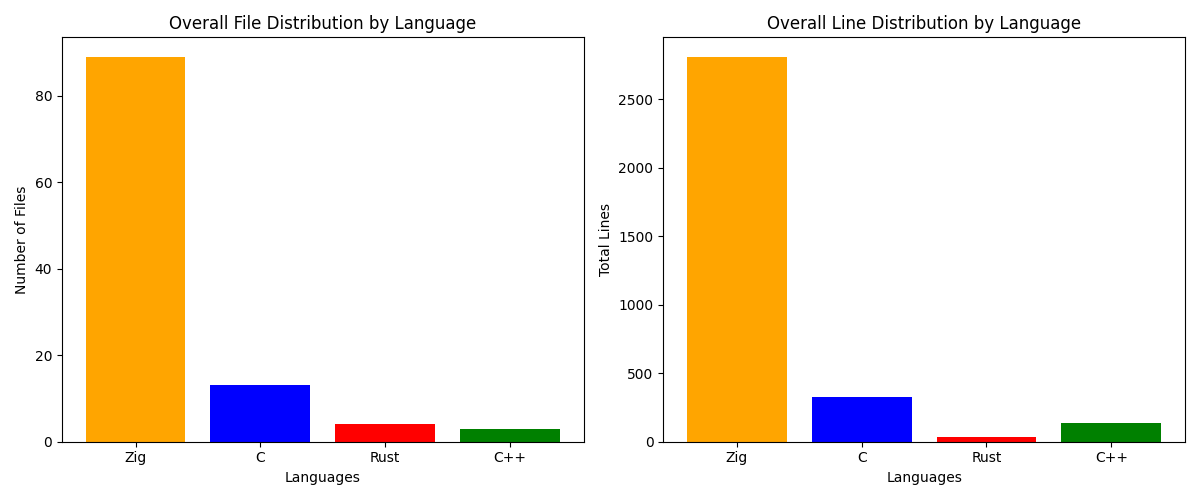 Overall File Distribution by Language
Number of Files
80
60
40
20
0
Zig
C
Rust
C++
Languages
Overall Line Distribution by Language
Total Lines
2500
2000
1500
1000
500
0
Zig
C
Rust
C++
Languages